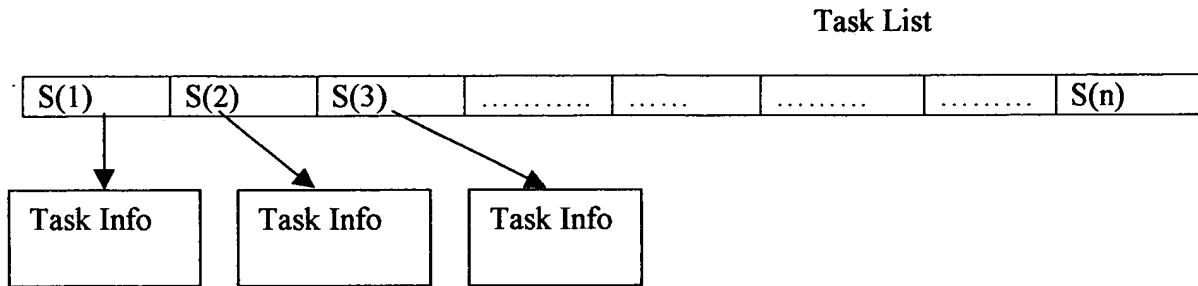 Task List
S(1) S(2) S(3) ........... ...... ......... ......... S(n)
Task Info Task Info Task Info